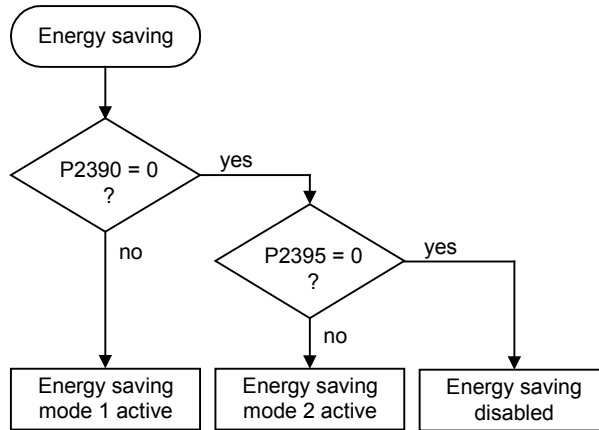 Energy saving
P2390 = 0
?
yes
no
P2395 = 0
?
yes
no
Energy saving
mode 1 active
Energy saving
mode 2 active
Energy saving
disabled